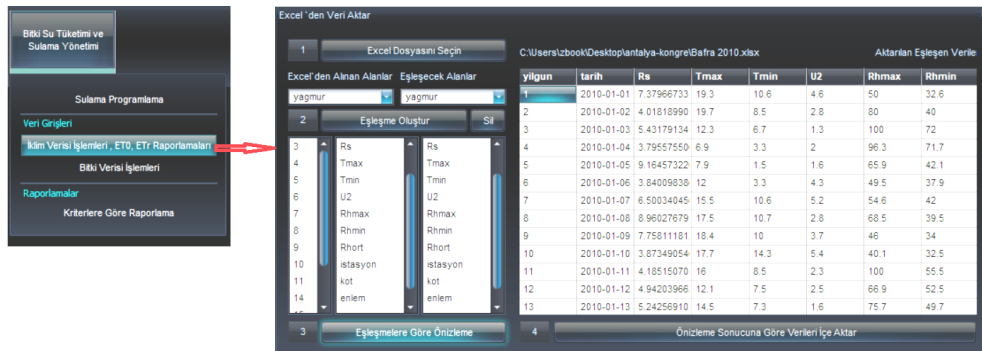 Bitki Su Tüketimi ve
Sulama Yönetimi
Sulama Programlama
Veri Girişleri
İklim Verisi İşlemleri , ET0, ETr Raporlamaları
Bitki Verisi İşlemleri
Raporlamalar
Kriterlere Göre Raporlama
Excel `den Veri Aktar
1 Excel Dosyasını Seçin
C:\Users\zbook\Desktop\antalya-kongre\Bafra 2010.xlsx Aktarılan Eşleşen Verile
Excel`den Alınan Alanlar Eşleşecek Alanlar
yagmur yagmur
2 Eşleşme Oluştur Sil
3 Rs Rs
4 Tmax Tmax
5 Tmin Tmin
6 U2 U2
7 Rhmax Rhmax
8 Rhmin Rhmin
9 Rhort Rhort
10 istasyon istasyon
11 kot kot
14 enlem enlem
3 Eşleşmelere Göre Önizleme
yilgun tarih Rs Tmax Tmin U2 Rhmax Rhmin
1 2010-01-01 7.37966733 19.3 10.6 4.6 50 32.6
2 2010-01-02 4.01818990 19.7 8.5 2.8 80 40
3 2010-01-03 5.43179134 12.3 6.7 1.3 100 72
4 2010-01-04 3.79557550 6.9 3.3 2 96.3 71.7
5 2010-01-05 9.16457322 7.9 1.5 1.6 65.9 42.1
6 2010-01-06 3.84009838 12 3.3 4.3 49.5 37.9
7 2010-01-07 6.50034045 15.5 10.6 5.2 54.6 42
8 2010-01-08 8.96027679 17.5 10.7 2.8 68.5 39.5
9 2010-01-09 7.75811181 18.4 10 3.7 46 34
10 2010-01-10 3.87349054 17.7 14.3 5.4 40.1 32.5
11 2010-01-11 4.18515070 16 8.5 2.3 100 55.5
12 2010-01-12 4.94203966 12.1 7.5 2.5 66.9 52.5
13 2010-01-13 5.24256910 14.5 7.3 1.6 75.7 49.7
4 Önizleme Sonucuna Göre Verileri İçe Aktar